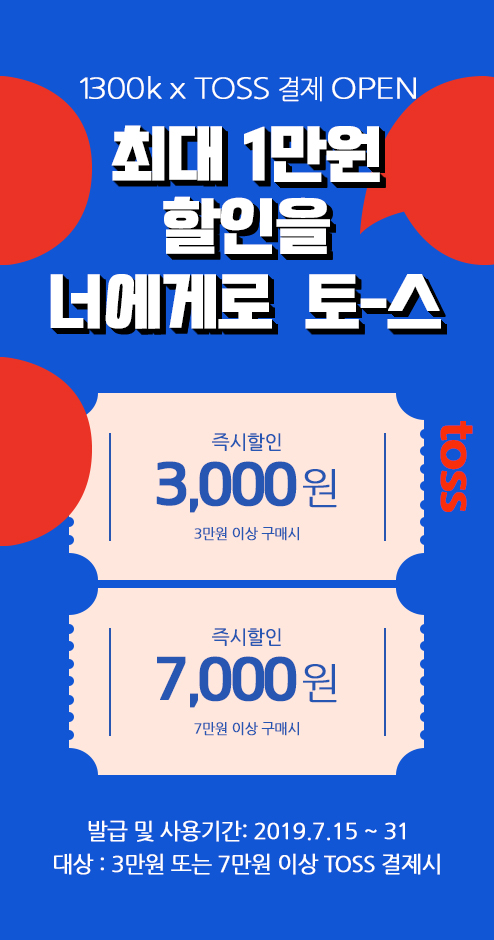 1300k x TOSS 결제 OPEN
최대 1만원
할인을
너에게로 토-스
toss
즉시할인
3,000원
3만원 이상 구매시
즉시할인
7,000원
7만원 이상 구매시
발급 및 사용기간: 2019.7.15 ~ 31
대상 : 3만원 또는 7만원 이상 TOSS 결제시